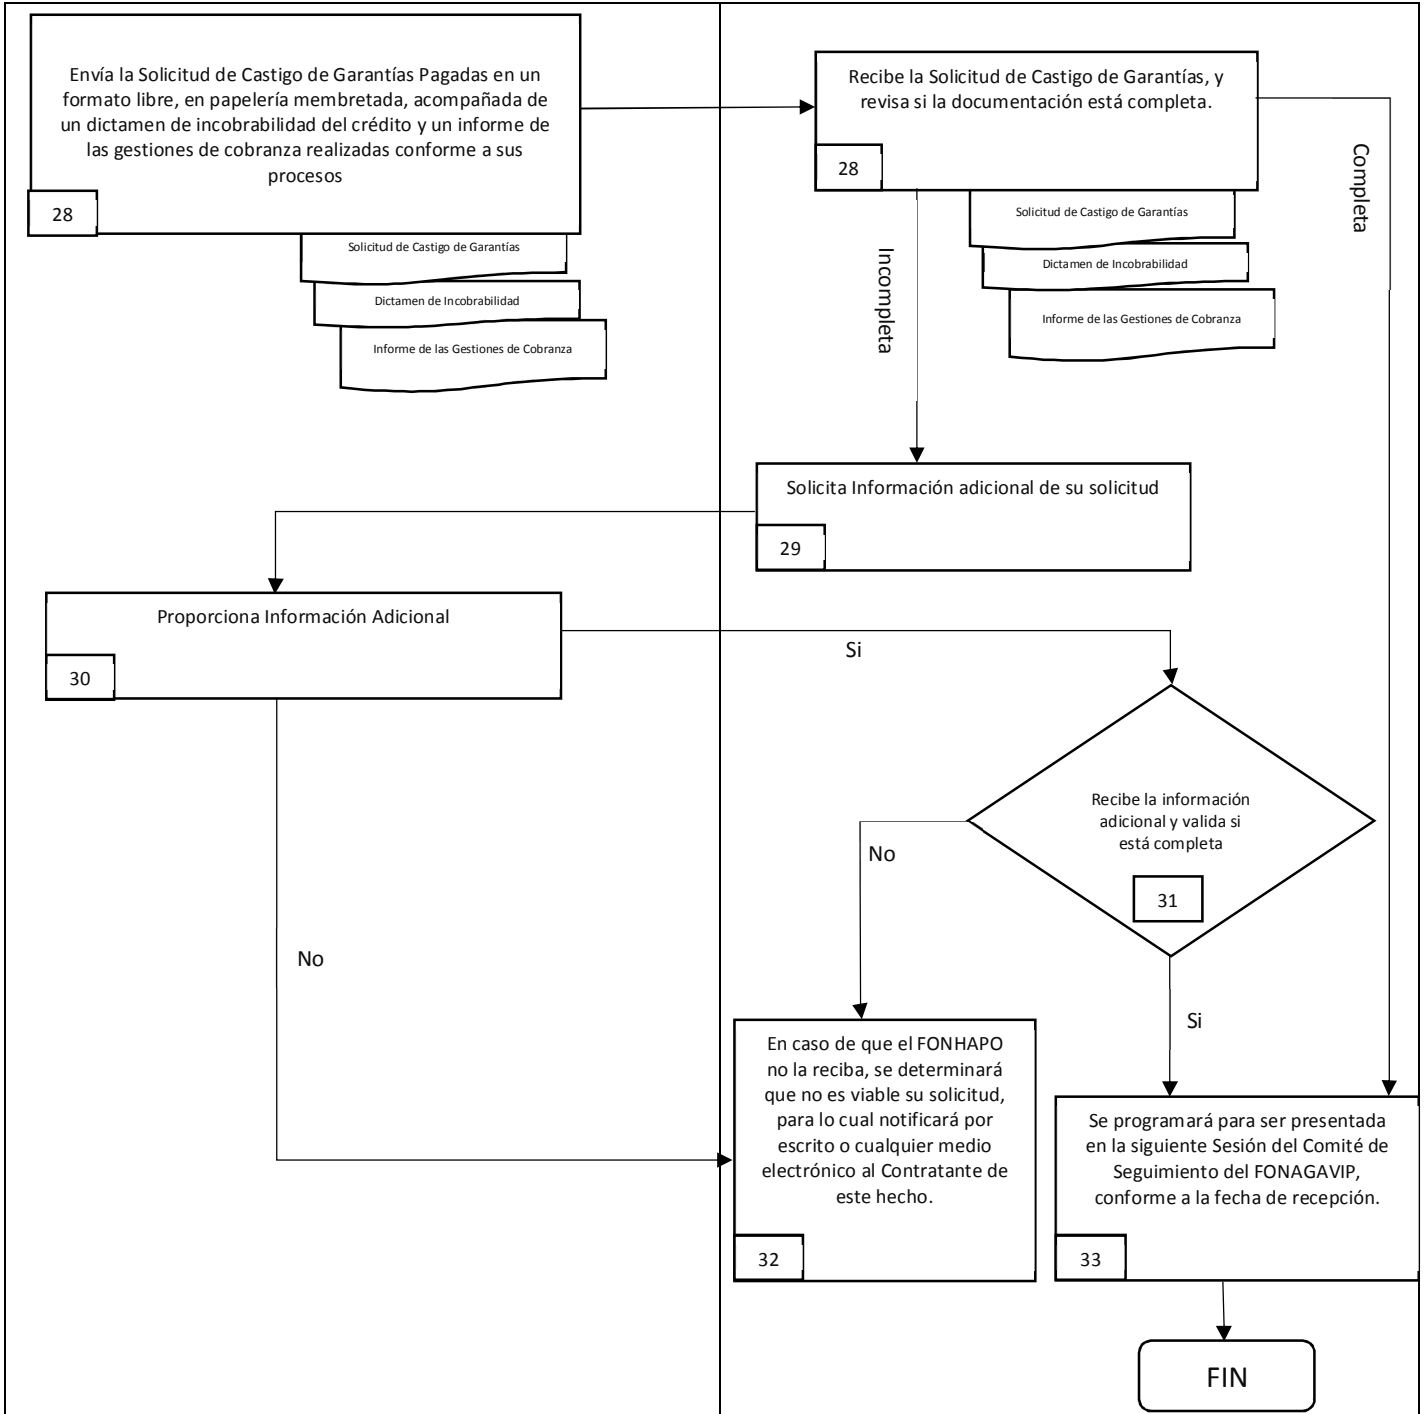 Envía la Solicitud de Castigo de Garantías Pagadas en un
formato libre, en papelería membretada, acompañada de
un dictamen de incobrabilidad del crédito y un informe de
las gestiones de cobranza realizadas conforme a sus
procesos
28
Solicitud de Castigo de Garantías
Dictamen de Incobrabilidad
Informe de las Gestiones de Cobranza
Recibe la Solicitud de Castigo de Garantías, y
revisa si la documentación está completa.
28
Solicitud de Castigo de Garantías
Dictamen de Incobrabilidad
Informe de las Gestiones de Cobranza
Completa
Incompleta
Solicita Información adicional de su solicitud
29
Proporciona Información Adicional
30
Si
Recibe la información
adicional y valida si
está completa
31
No
No
Si
En caso de que el FONHAPO
no la reciba, se determinará
que no es viable su solicitud,
para lo cual notificará por
escrito o cualquier medio
electrónico al Contratante de
este hecho.
32
Se programará para ser presentada
en la siguiente Sesión del Comité de
Seguimiento del FONAGAVIP,
conforme a la fecha de recepción.
33
FIN